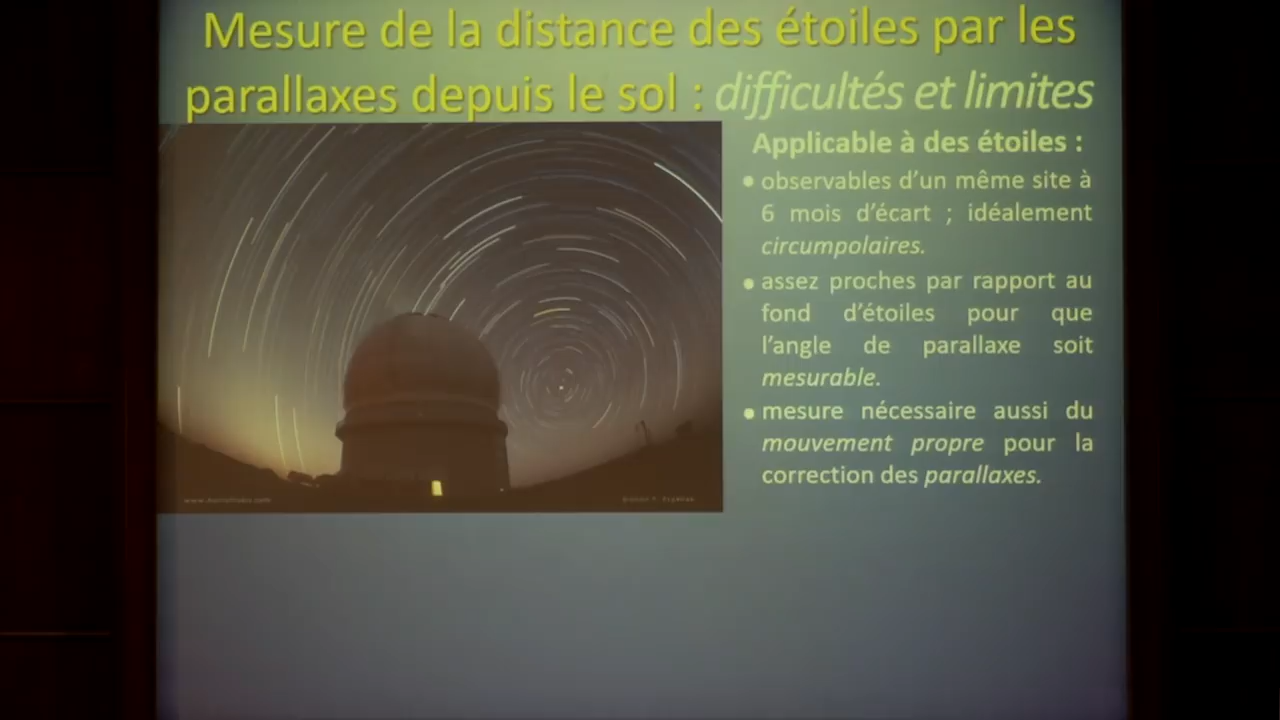 Mesure de la distance des étoiles par les
parallaxes depuis le sol : difficultés et limites
Applicable à des étoiles :
• observables d'un même site à
6 mois d'écart ; idéalement
circumpolaires.
• assez proches par rapport au
fond d'étoiles pour que
l'angle de parallaxe soit
mesurable.
• mesure nécessaire aussi du
mouvement propre pour la
correction des parallaxes.